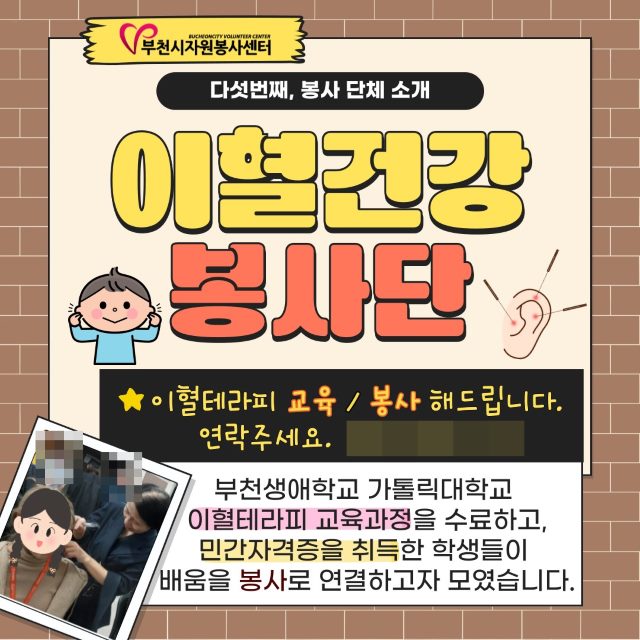 BUCHEONCITY VOLUNTEER CENTER
부천시자원봉사센터
다섯번째, 봉사 단체 소개
이혈건강
봉사단
이혈테라피 교육 / 봉사 해드립니다.
연락주세요.
부천생애학교 가톨릭대학교
이혈테라피 교육과정을 수료하고,
민간자격증을 취득한 학생들이
배움을 봉사로 연결하고자 모였습니다.